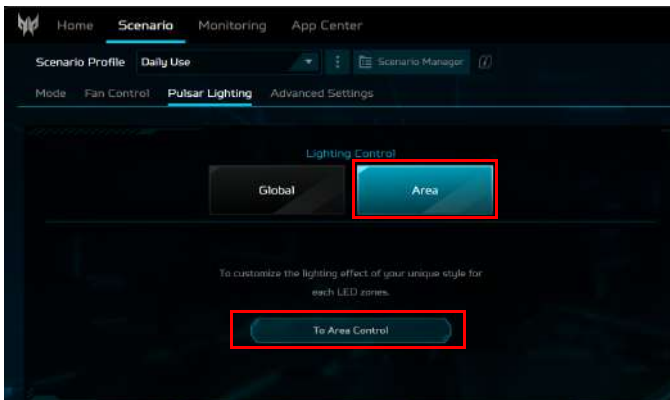 Home Scenario Monitoring App Center
Scenario Profile Daily Use Scenario Manager
Mode Fan Control Pulsar Lighting Advanced Settings
Lighting Control
Global Area
To customize the lighting effect of your unique style for
each LED zones.
To Area Control